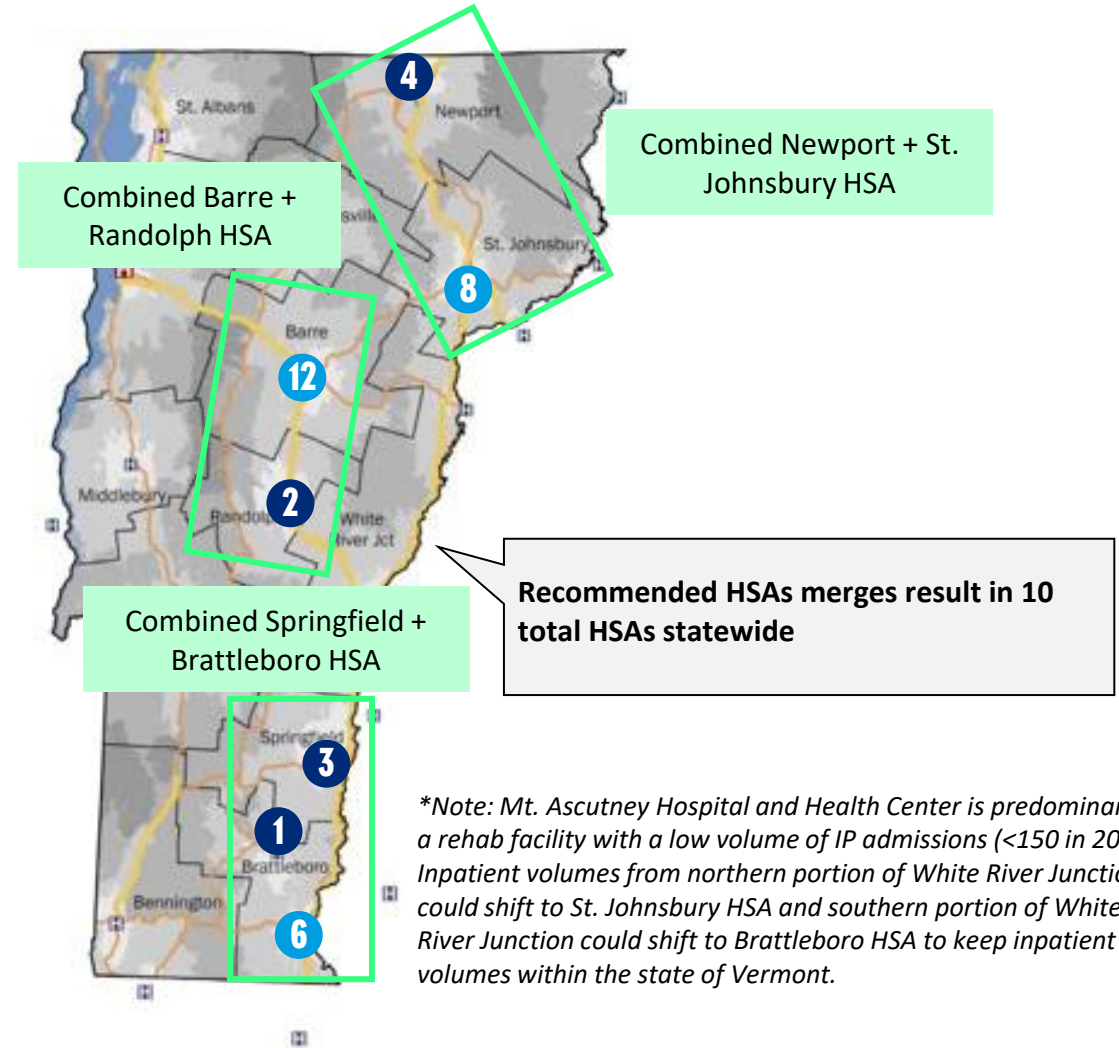 4
St. Albans
Newport
Combined Newport + St.
Johnsbury HSA
Combined Barre +
Randolph HSA
sville
St. Johnsbury
8
H
Barre
12
Middlebury
2
Randolp
White
River Jct
Recommended HSAs merges result in 10
total HSAs statewide
Combined Springfield +
Brattleboro HSA
Springfield
3
1
Brattleboro
Bennington
6
*Note: Mt. Ascutney Hospital and Health Center is predominan
a rehab facility with a low volume of IP admissions (<150 in 20
Inpatient volumes from northern portion of White River Junctio
could shift to St. Johnsbury HSA and southern portion of White
River Junction could shift to Brattleboro HSA to keep inpatient
volumes within the state of Vermont.